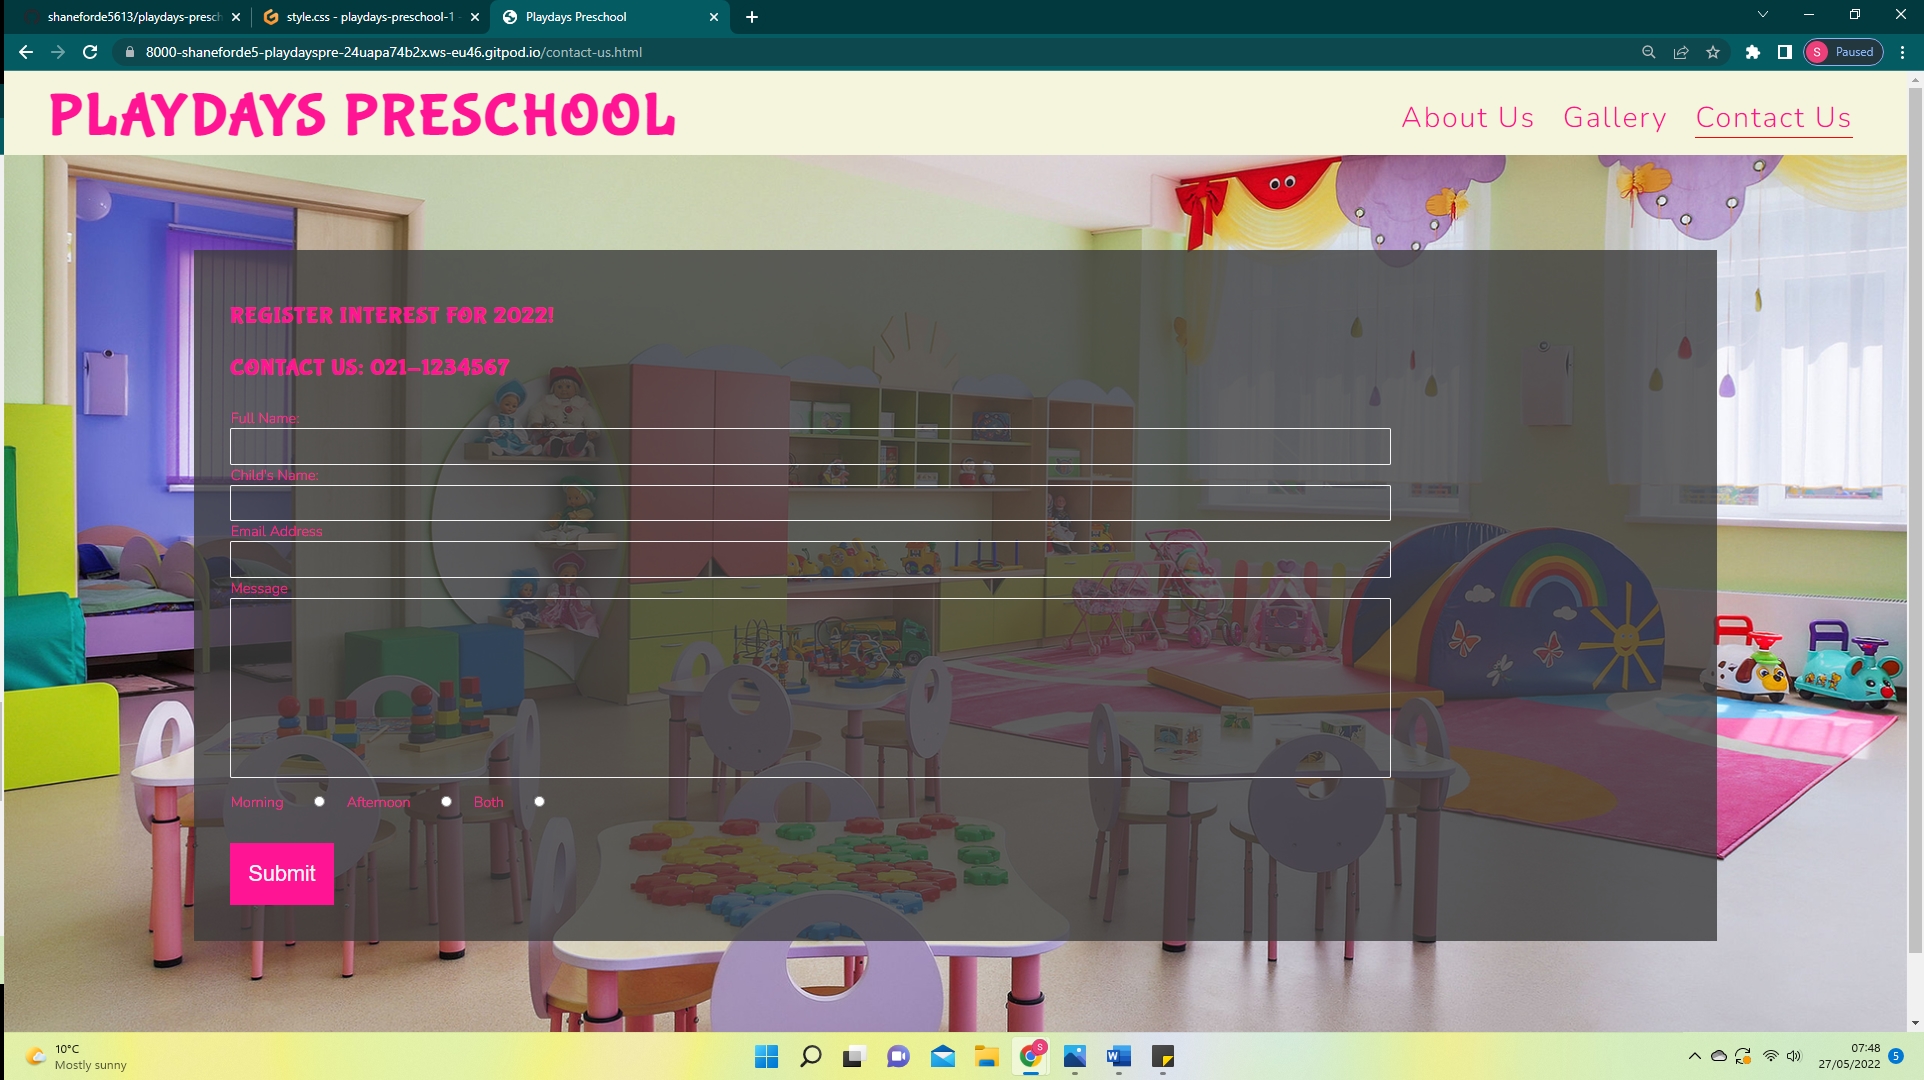 shaneforde5613/playdays-presch
style.css - playdays-preschool-1
Playdays Preschool
8000-shaneforde5-playdayspre-24uapa74b2x.ws-eu46.gitpod.io/contact-us.html
S Paused
PLAYDAYS PRESCHOOL
About Us Gallery Contact Us
REGISTER INTEREST FOR 2022!
CONTACT US: 021-1234567
Full Name:
Child's Name:
Email Address
Message
Morning Afternoon Both
Submit
10°C
Mostly sunny
S
W
07:48
27/05/2022
5